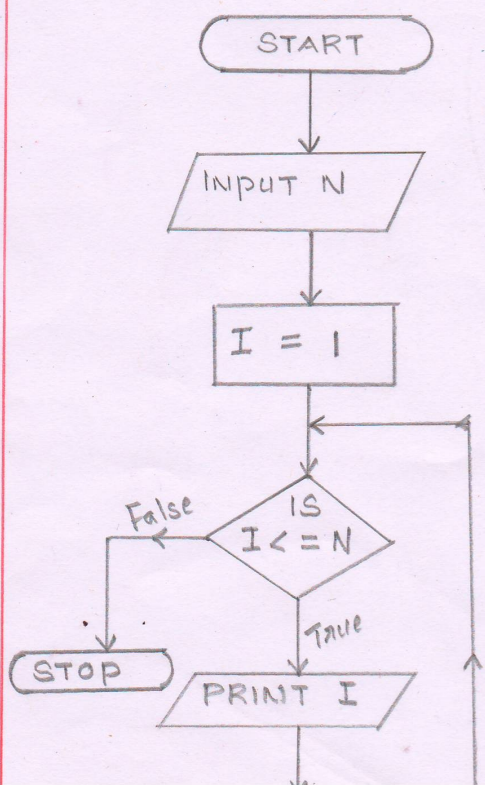 START
INPUT N
I = 1
IS
I <= N
False
True
STOP
PRINT I